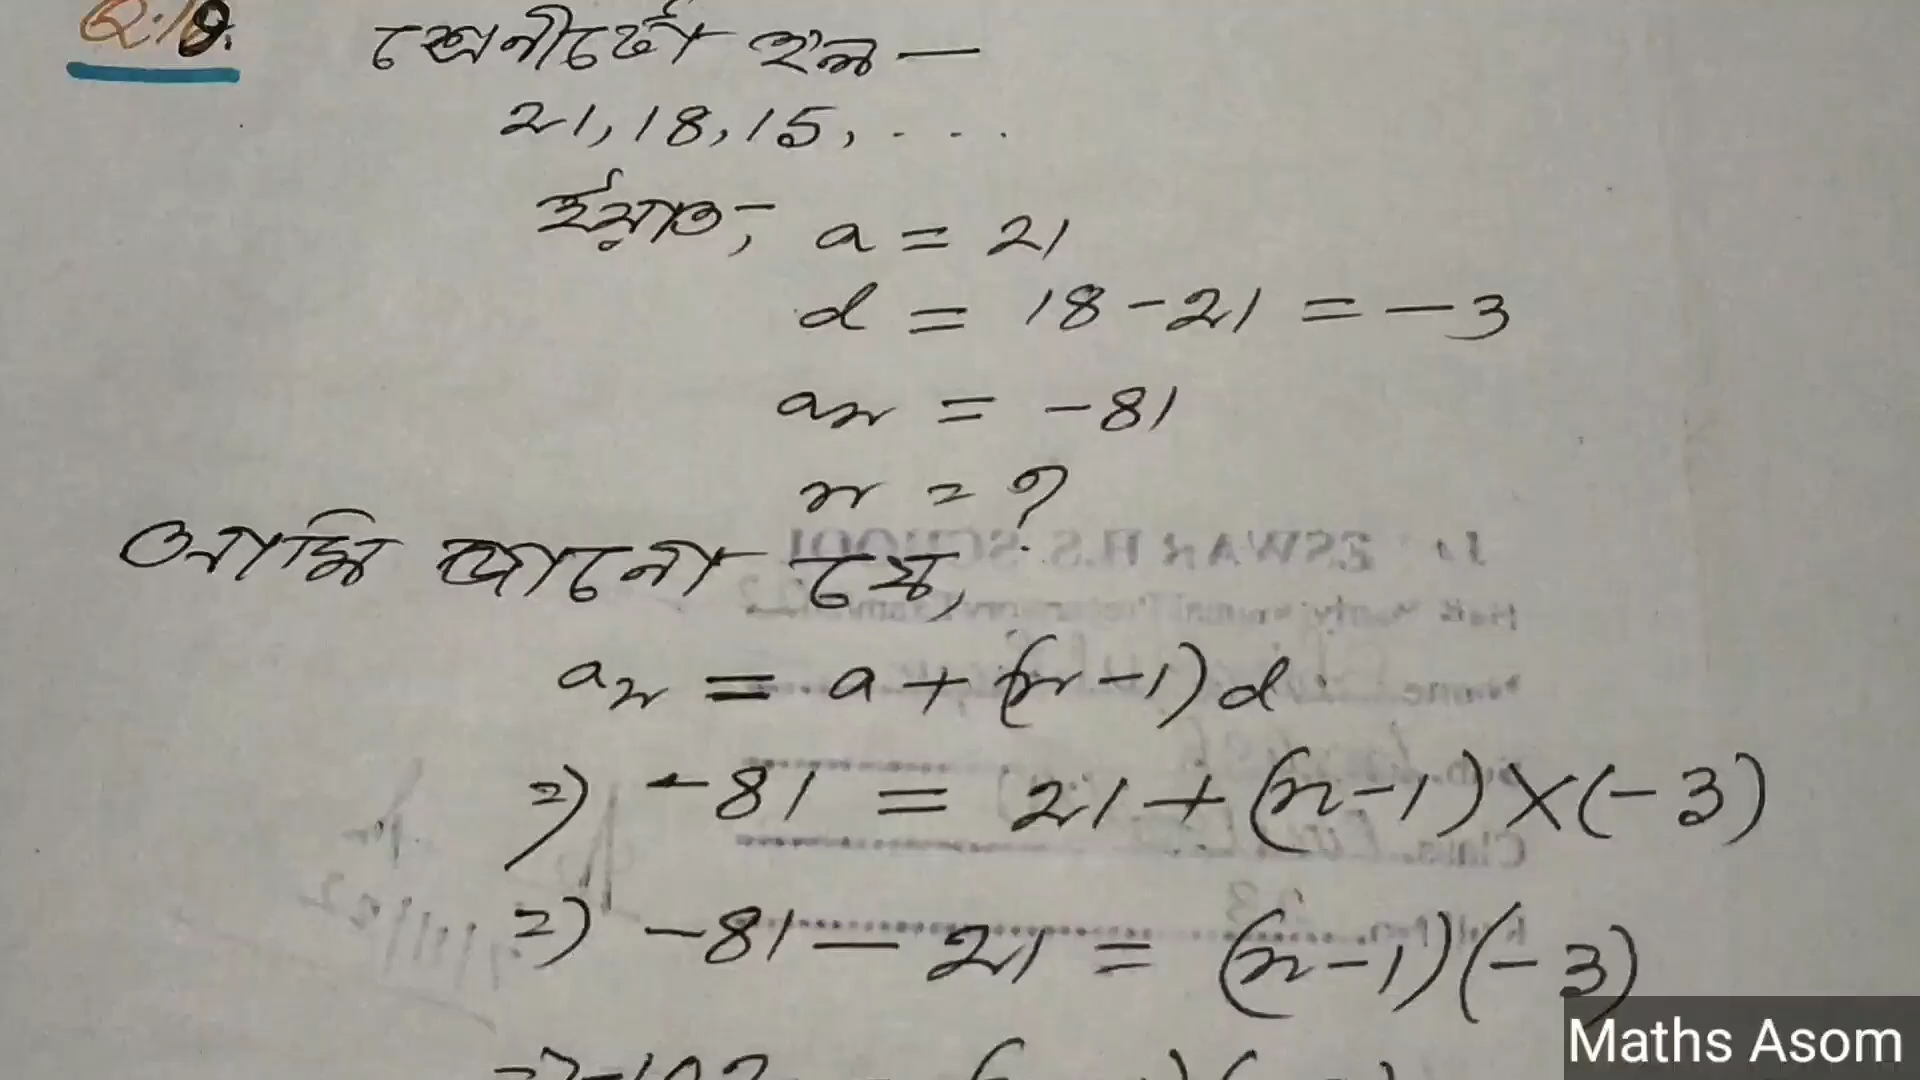 শ্ৰেণীটো হ'ল —
21, 18, 15, . . .
ইয়াত, a = 21
d = 18 - 21 = -3
an = -81
n = ?
আমি জানো যে,
an = a + (n-1) d
=) -81 = 21 + (n-1) × (-3)
=) -81 - 21 = (n-1)(-3)
Maths Asom